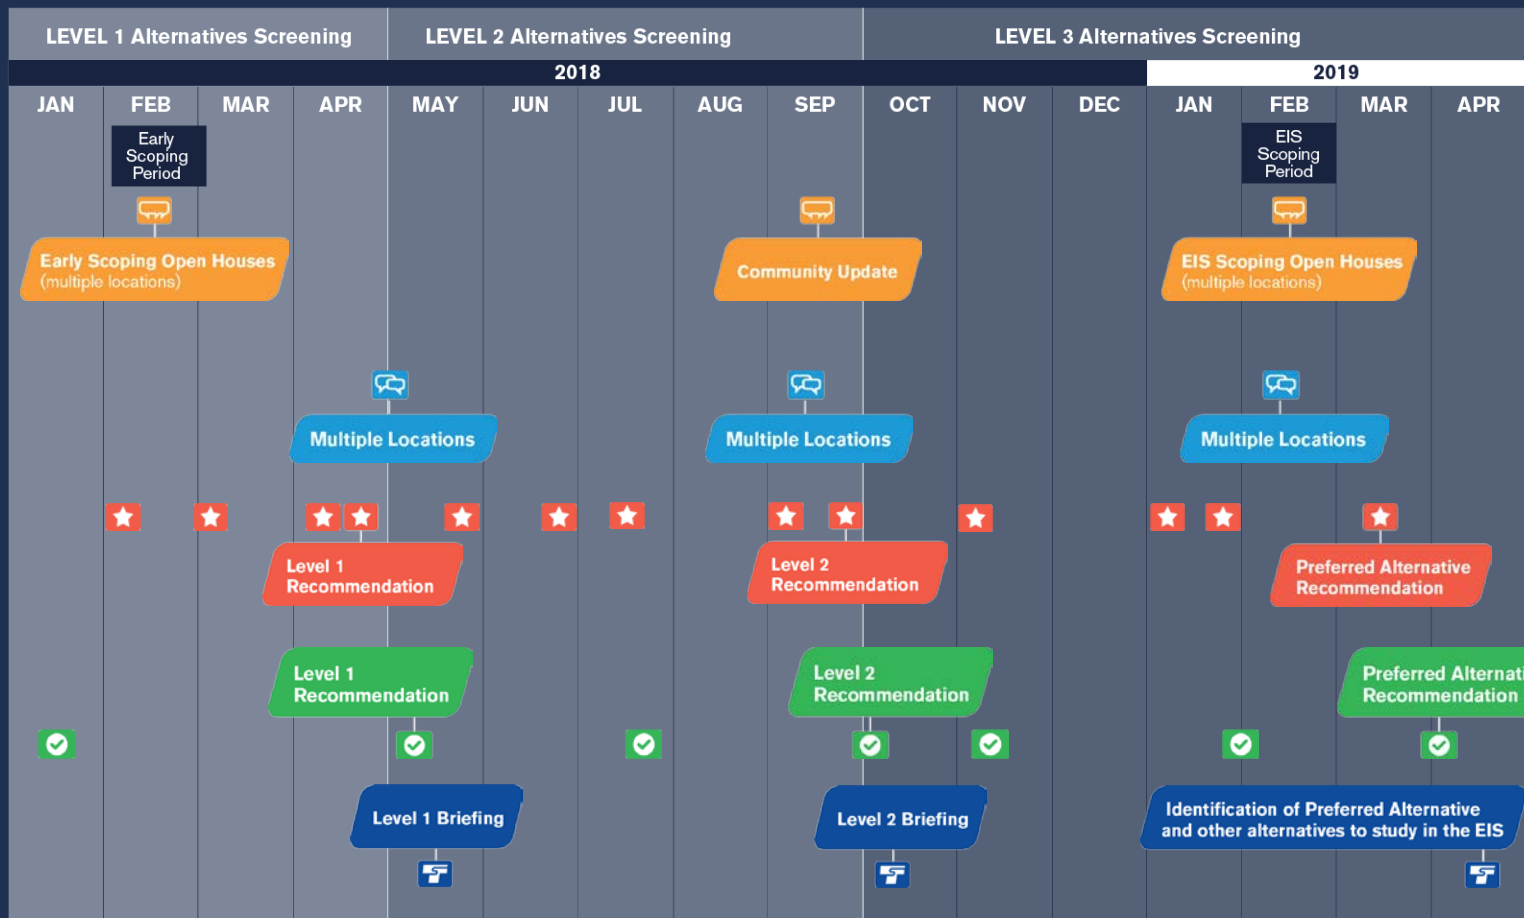 LEVEL 1 Alternatives Screening
LEVEL 2 Alternatives Screening
LEVEL 3 Alternatives Screening
2018
2019
JAN
FEB
MAR
APR
MAY
JUN
JUL
AUG
SEP
OCT
NOV
DEC
JAN
FEB
MAR
APR
Early
Scoping
Period
EIS
Scoping
Period
Early Scoping Open Houses
(multiple locations)
Community Update
EIS Scoping Open Houses
(multiple locations)
Multiple Locations
Multiple Locations
Multiple Locations
Level 1
Recommendation
Level 2
Recommendation
Preferred Alternative
Recommendation
Level 1
Recommendation
Level 2
Recommendation
Preferred Alternati
Recommendation
Level 1 Briefing
Level 2 Briefing
Identification of Preferred Alternative
and other alternatives to study in the EIS